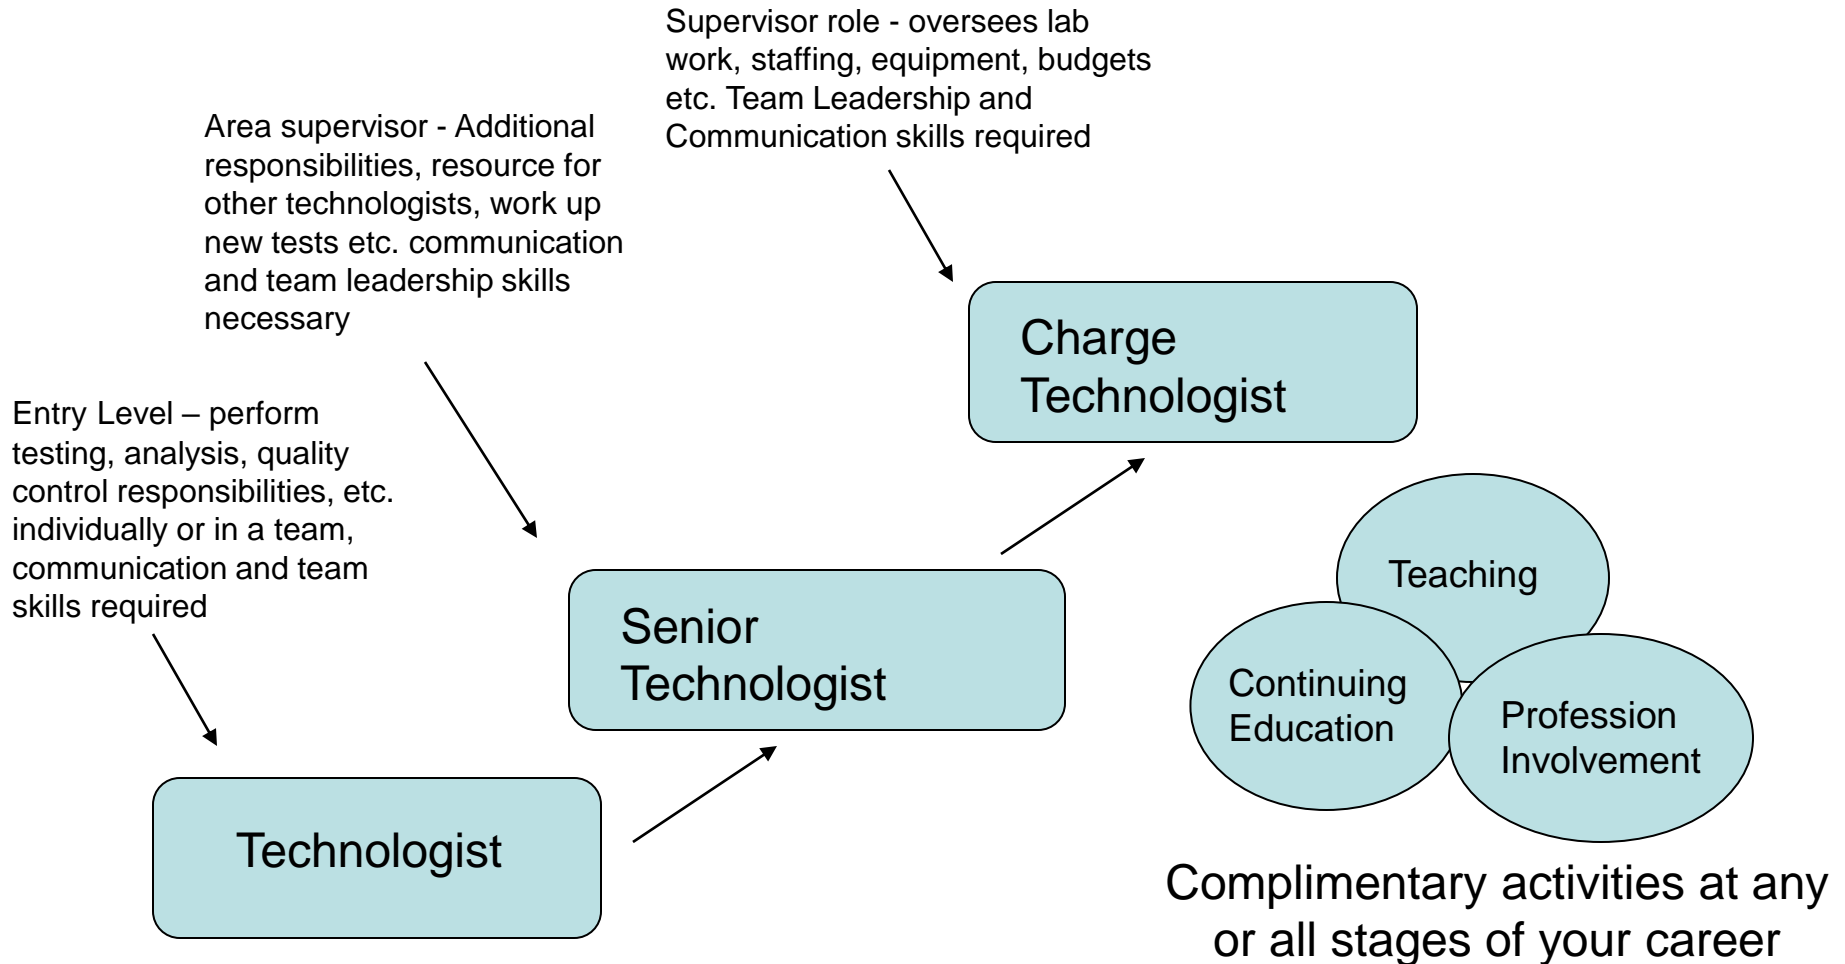 Supervisor role - oversees lab
work, staffing, equipment, budgets
etc. Team Leadership and
Communication skills required
Area supervisor - Additional
responsibilities, resource for
other technologists, work up
new tests etc. communication
and team leadership skills
necessary
Entry Level – perform
testing, analysis, quality
control responsibilities, etc.
individually or in a team,
communication and team
skills required
Charge
Technologist
Senior
Technologist
Technologist
Teaching
Continuing
Education
Profession
Involvement
Complimentary activities at any
or all stages of your career